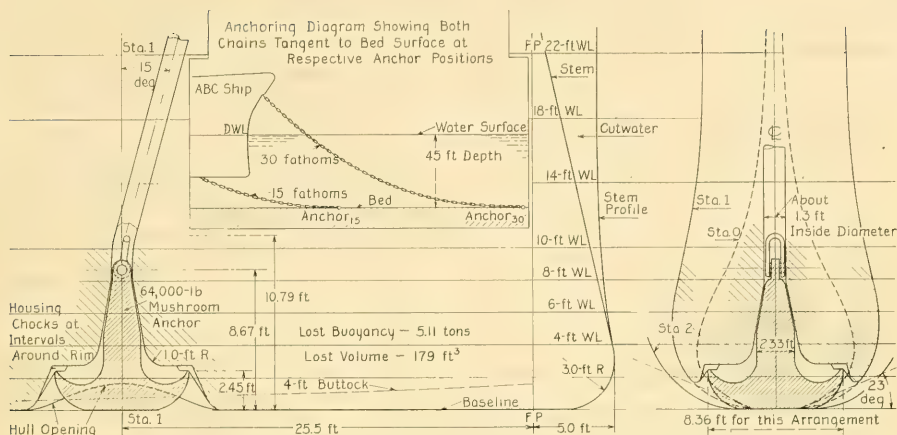 Anchoring Diagram Showing Both
Chains Tangent to Bed Surface at
Respective Anchor Positions
Sta.1
15
deg
ABC Ship
DWL
Water Surface
30 fathoms
45 ft Depth
15 fathoms
Bed
Anchor15
Anchor30
FP
22-ft WL
Stem
18-ft WL
Cutwater
14-ft WL
Stem
Profile
10-ft WL
8-ft WL
6-ft WL
4-ft WL
3.0-ft R
64,000-lb
Mushroom
Anchor
Housing
Chocks at
Intervals
Around Rim
1.0-ft R
8.67 ft
10.79 ft
2.45 ft
Lost Buoyancy – 5.11 tons
Lost Volume – 179 ft³
4-ft Buttock
Baseline
Hull Opening
Sta. 1
25.5 ft
FP
5.0 ft
℄
Sta.1
About
1.3 ft
Inside Diameter
Sta.0
Sta 2
2.33 ft
23
deg
8.36 ft for this Arrangement